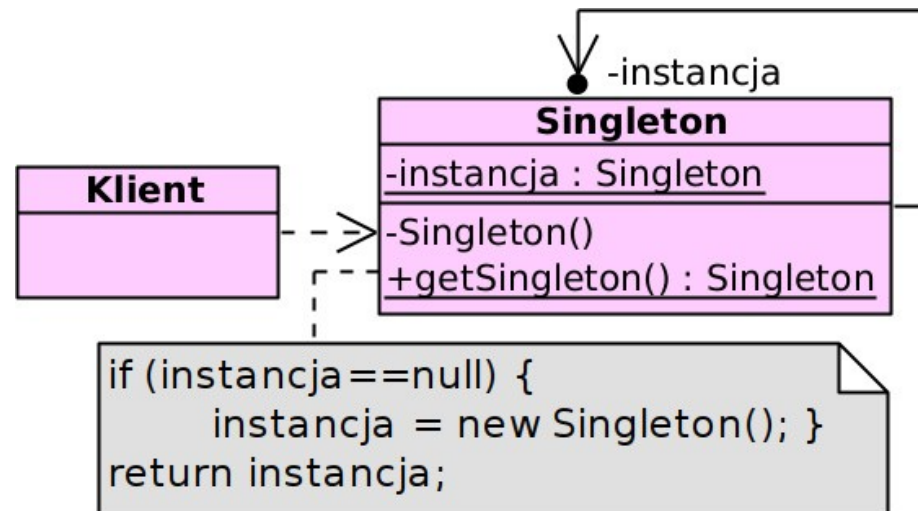 -instancja
Singleton
-instancja : Singleton
Klient
-Singleton()
+getSingleton() : Singleton
if (instancja==null) {
instancja = new Singleton(); }
return instancja;